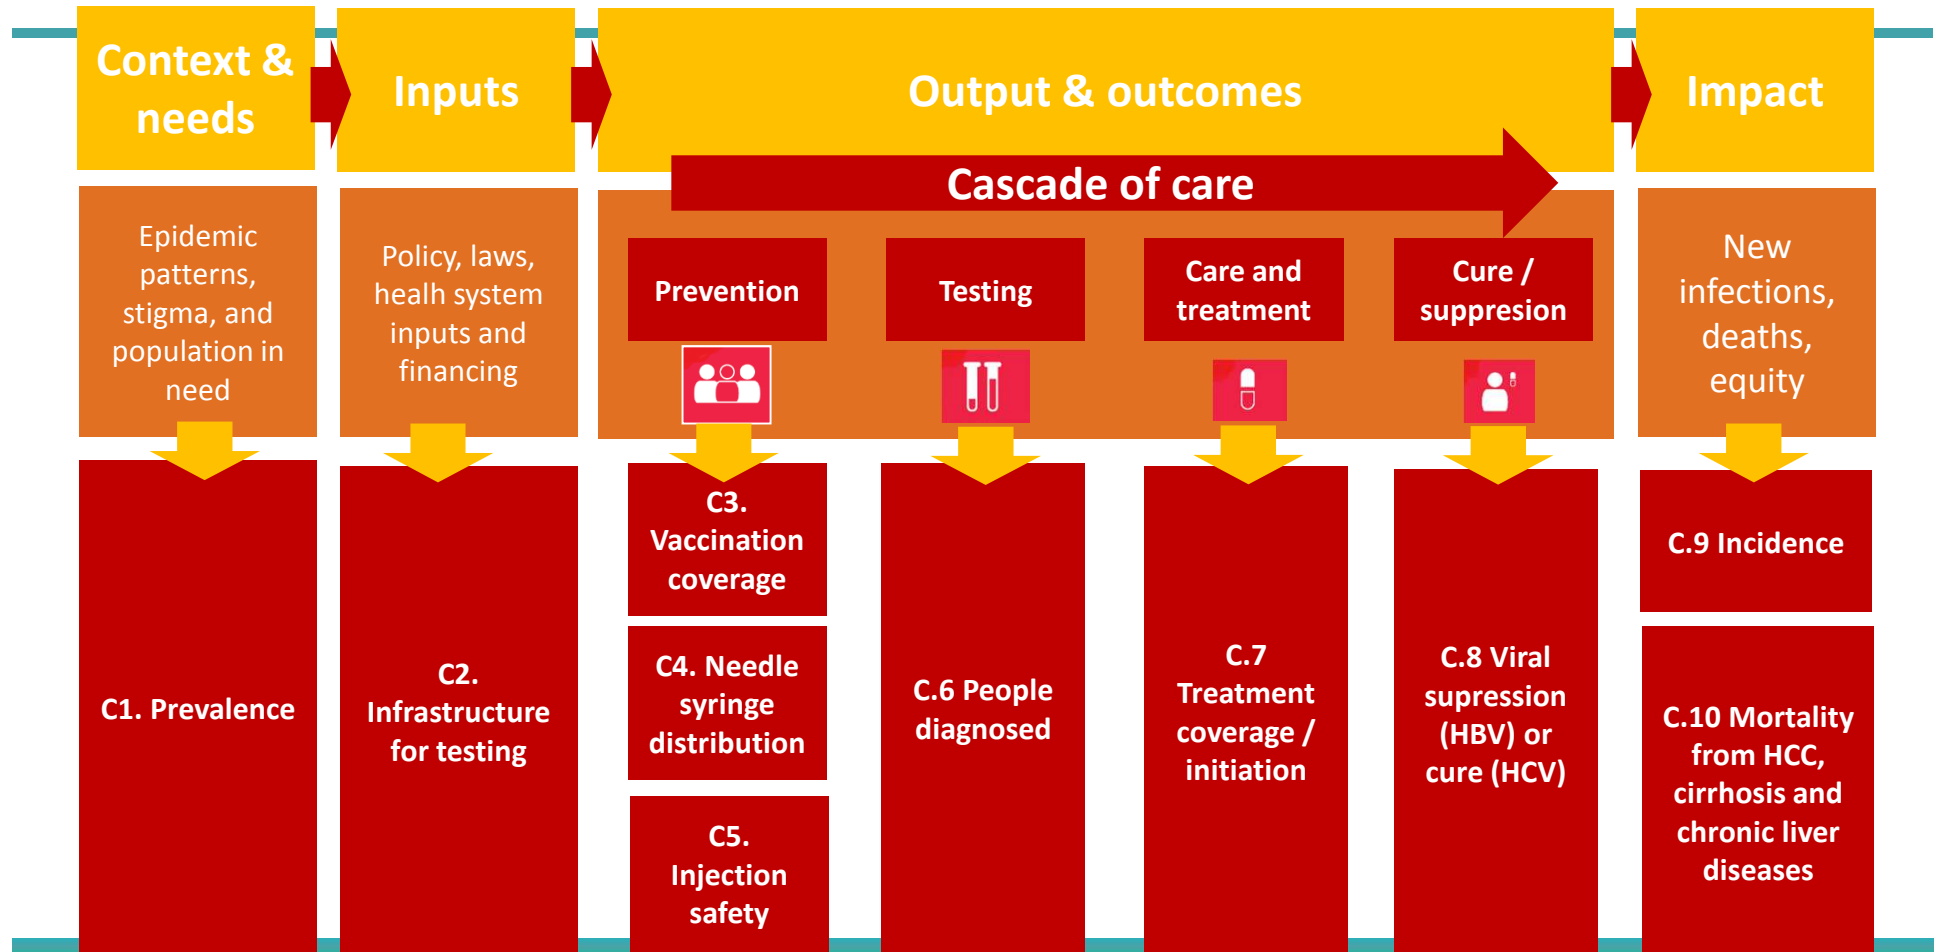 Context &
needs
Inputs
Output & outcomes
Impact
Cascade of care
Epidemic
patterns,
stigma, and
population in
need
Policy, laws,
healh system
inputs and
financing
Prevention
Testing
Care and
treatment
Cure /
suppresion
New
infections,
deaths,
equity
C1. Prevalence
C2.
Infrastructure
for testing
C3.
Vaccination
coverage
C4. Needle
syringe
distribution
C5.
Injection
safety
C.6 People
diagnosed
C.7
Treatment
coverage /
initiation
C.8 Viral
supression
(HBV) or
cure (HCV)
C.9 Incidence
C.10 Mortality
from HCC,
cirrhosis and
chronic liver
diseases